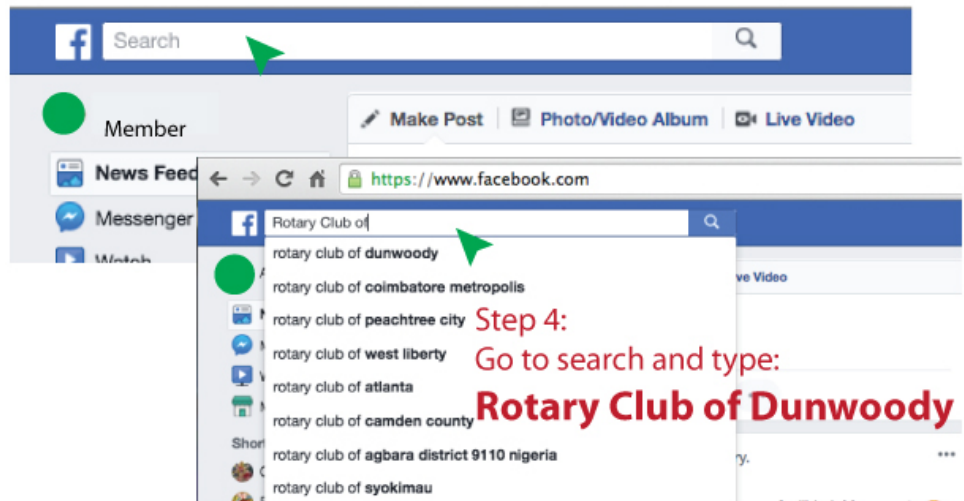 Search
Member
Make Post Photo/Video Album Live Video
News Feed
Messenger
Watch
https://www.facebook.com
Rotary Club of
rotary club of dunwoody
ve Video
rotary club of coimbatore metropolis
rotary club of peachtree city
rotary club of west liberty
rotary club of atlanta
rotary club of camden county
rotary club of agbara district 9110 nigeria
rotary club of syokimau
Step 4:
Go to search and type:
Rotary Club of Dunwoody
Shor
ry.